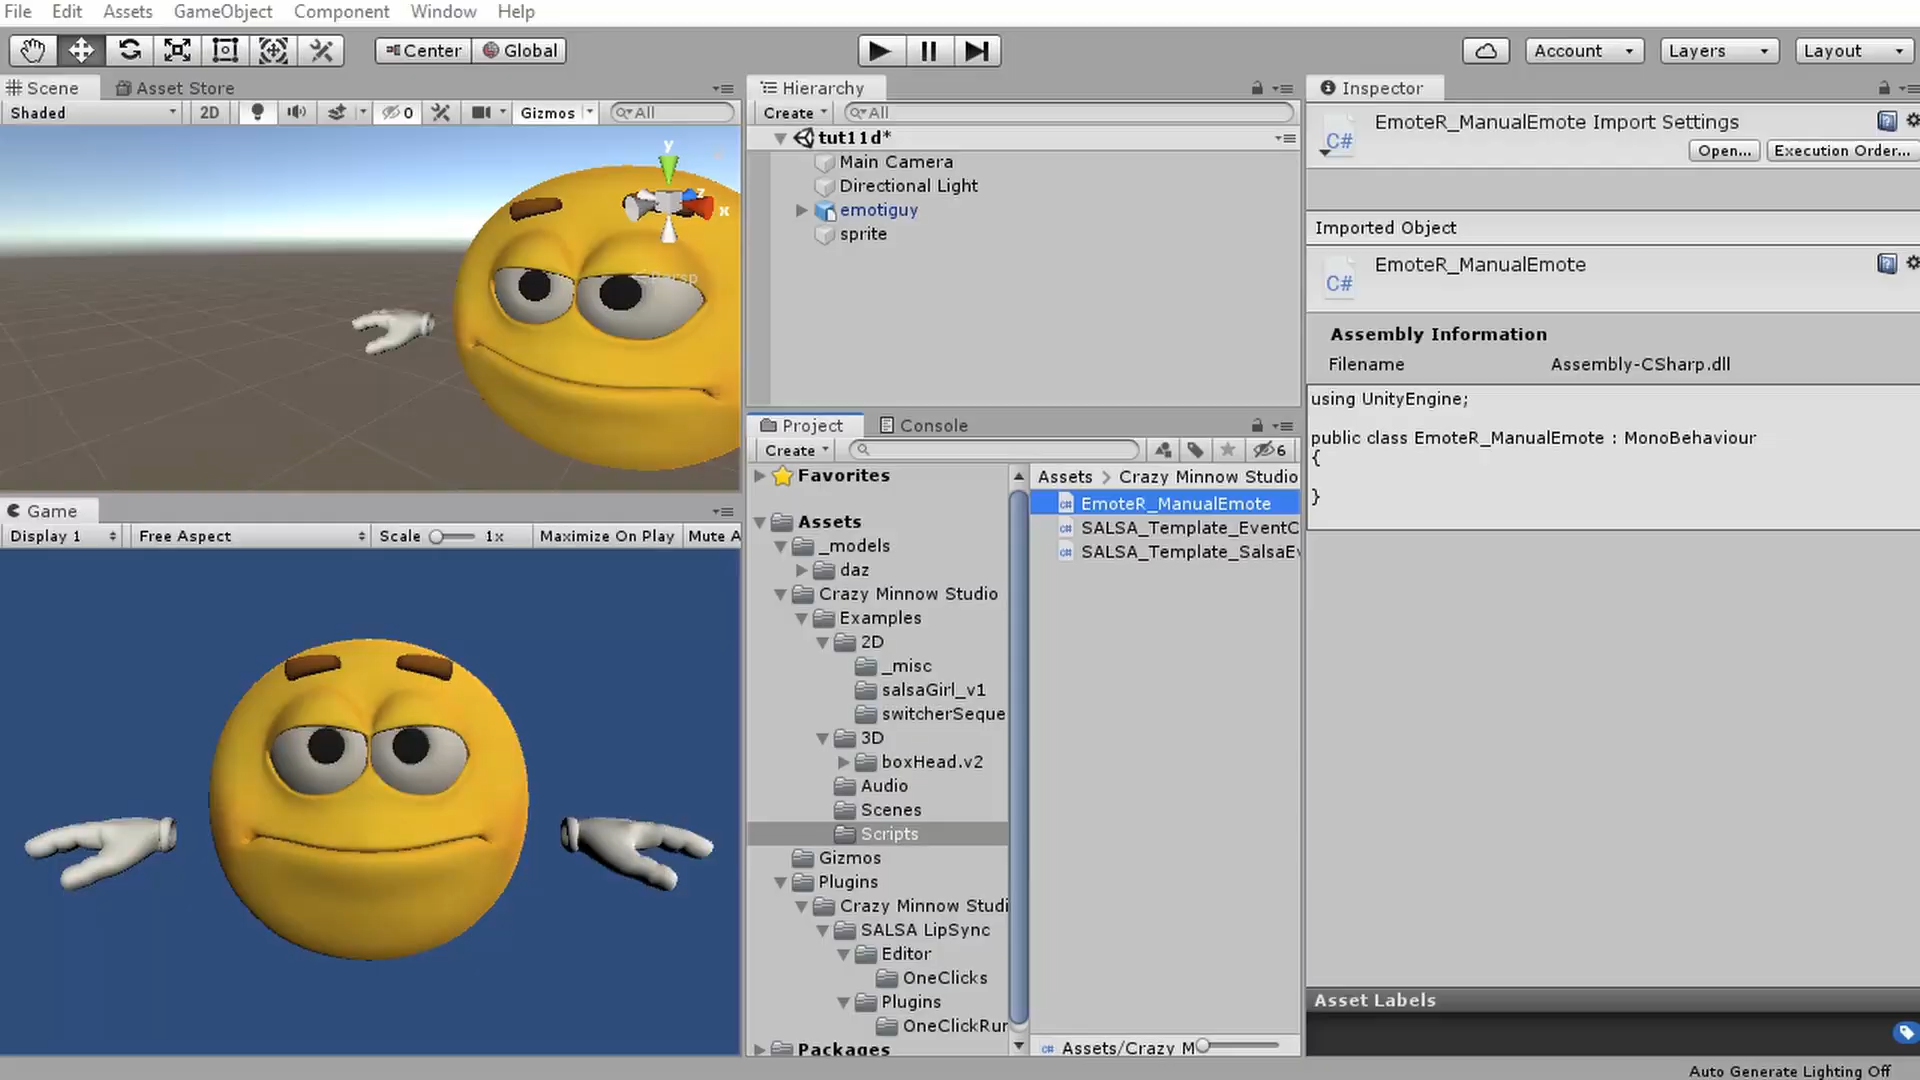 File Edit Assets GameObject Component Window Help
Center Global Account Layers Layout
Scene Asset Store
Shaded 2D 0 Gizmos All
y
z
x
Persp
Game
Display 1 Free Aspect Scale 1x Maximize On Play Mute A
Hierarchy
Create All
tut11d*
Main Camera
Directional Light
emotiguy
sprite
Project Console
Create 6
Favorites
Assets
_models
daz
Crazy Minnow Studio
Examples
2D
_misc
salsaGirl_v1
switcherSeque
3D
boxHead.v2
Audio
Scenes
Scripts
Gizmos
Plugins
Crazy Minnow Studi
SALSA LipSync
Editor
OneClicks
Plugins
OneClickRur
Packages
Assets > Crazy Minnow Studio
C# EmoteR_ManualEmote
C# SALSA_Template_EventC
C# SALSA_Template_SalsaEv
C# Assets/Crazy M
Inspector
C# EmoteR_ManualEmote Import Settings
Open... Execution Order...
Imported Object
C# EmoteR_ManualEmote
Assembly Information
Filename Assembly-CSharp.dll
using UnityEngine;
public class EmoteR_ManualEmote : MonoBehaviour
{
}
Asset Labels
Auto Generate Lighting Off